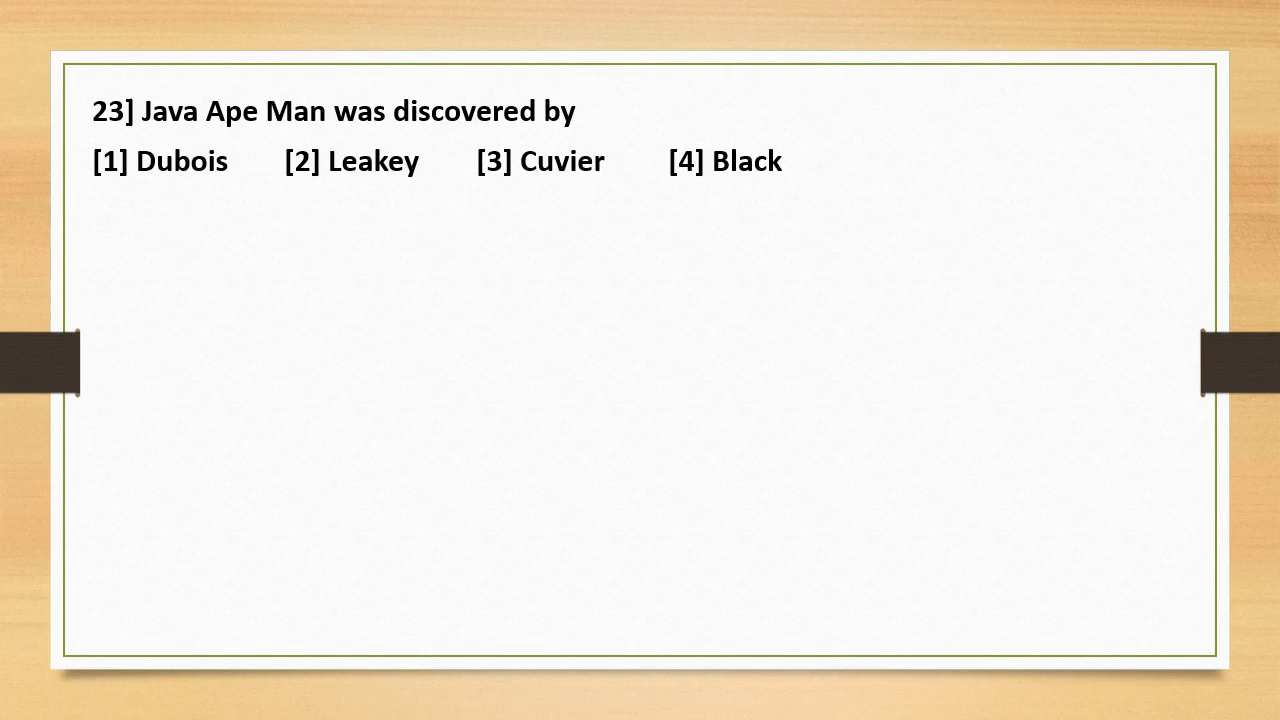 23] Java Ape Man was discovered by
[1] Dubois [2] Leakey [3] Cuvier [4] Black